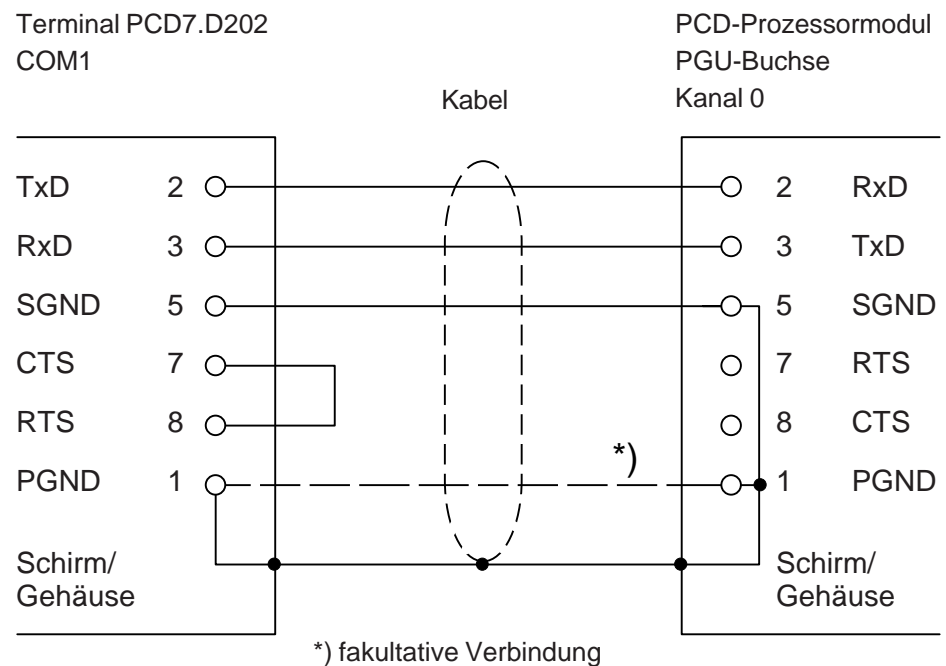 Terminal PCD7.D202 PCD-Prozessormodul
COM1 PGU-Buchse
Kabel Kanal 0
TxD 2 2 RxD
RxD 3 3 TxD
SGND 5 5 SGND
CTS 7 7 RTS
RTS 8 8 CTS
*)
PGND 1 1 PGND
Schirm/ Schirm/
Gehäuse Gehäuse
*) fakultative Verbindung